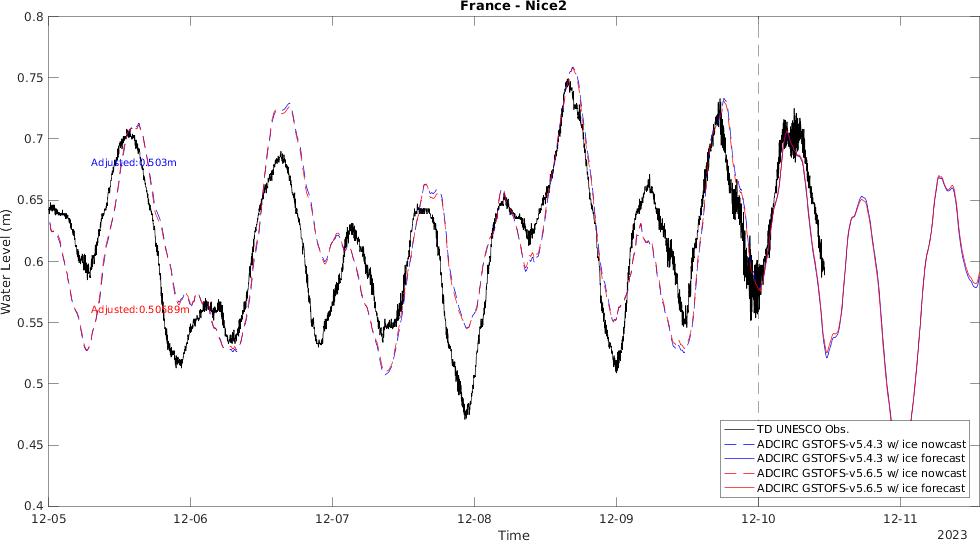 France - Nice2
0.8
0.75
0.7
0.65
0.6
0.55
0.5
0.45
0.4
Water Level (m)
Adjusted:0.503m
Adjusted:0.50689m
TD UNESCO Obs.
ADCIRC GSTOFS-v5.4.3 w/ ice nowcast
ADCIRC GSTOFS-v5.4.3 w/ ice forecast
ADCIRC GSTOFS-v5.6.5 w/ ice nowcast
ADCIRC GSTOFS-v5.6.5 w/ ice forecast
12-05 12-06 12-07 12-08 12-09 12-10 12-11
Time
2023